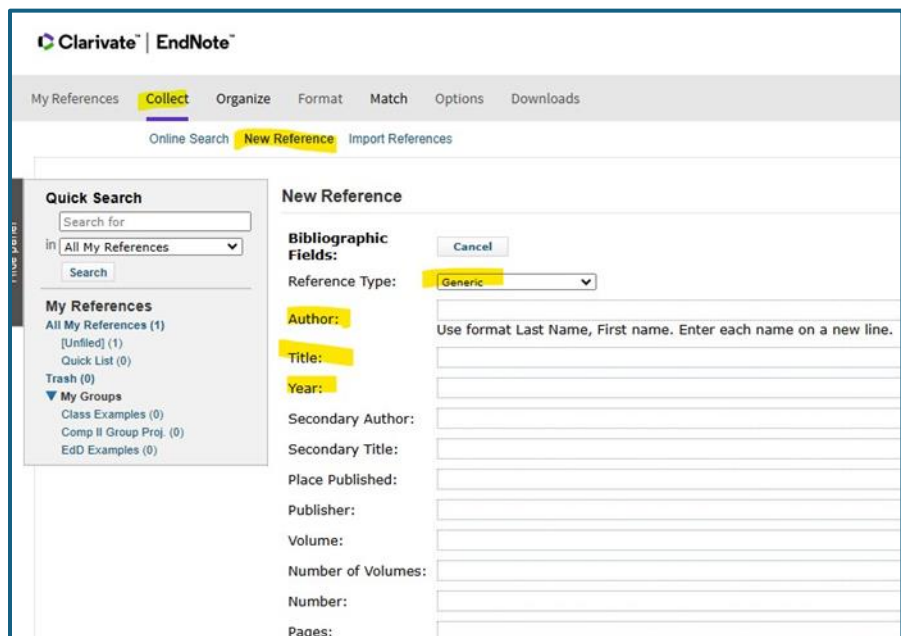 Clarivate™ | EndNote™
My References Collect Organize Format Match Options Downloads
Online Search New Reference Import References
Quick Search
Search for
in All My References
Search
My References
All My References (1)
[Unfiled] (1)
Quick List (0)
Trash (0)
▼ My Groups
Class Examples (0)
Comp II Group Proj. (0)
EdD Examples (0)
New Reference
Bibliographic
Fields:
Cancel
Reference Type: Generic
Author:
Use format Last Name, First name. Enter each name on a new line.
Title:
Year:
Secondary Author:
Secondary Title:
Place Published:
Publisher:
Volume:
Number of Volumes:
Number:
Pages: